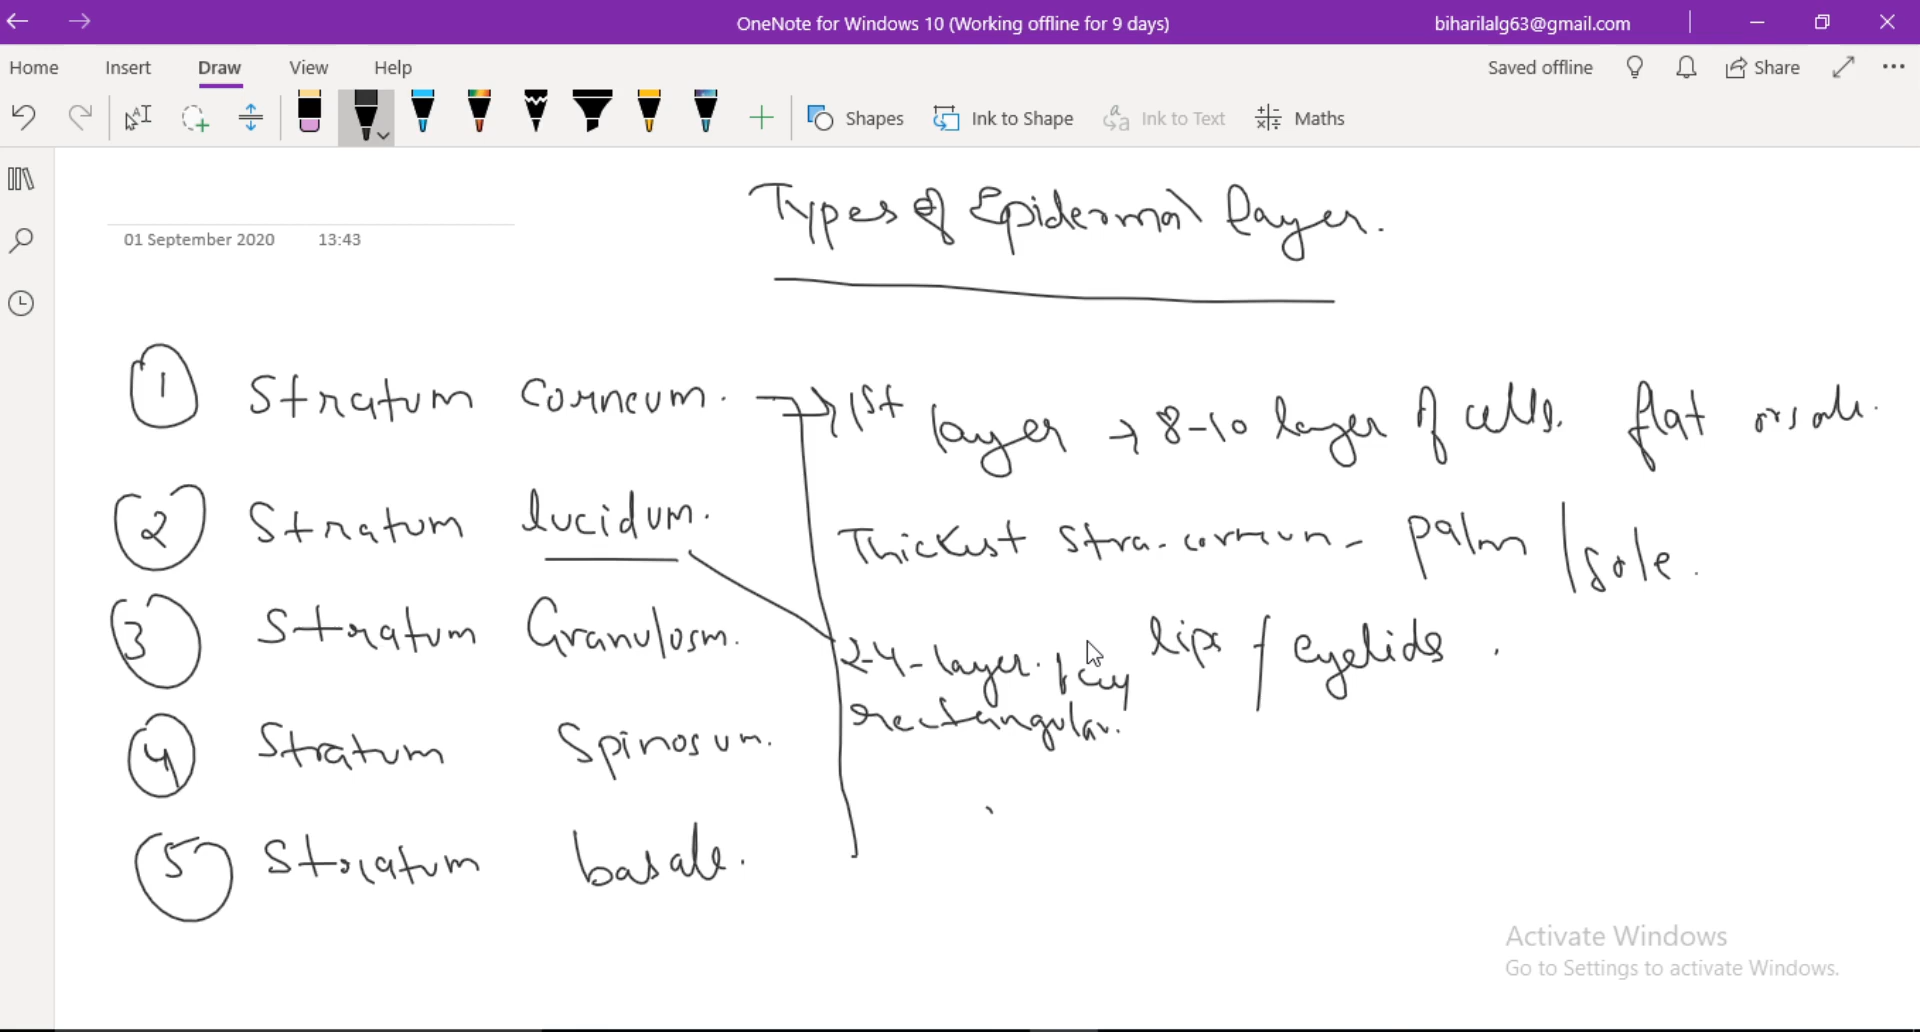 OneNote for Windows 10 (Working offline for 9 days)
biharilalg63@gmail.com
Home Insert Draw View Help
Saved offline Share
Shapes Ink to Shape Ink to Text Maths
Types of Epidermal layer.
01 September 2020 13:43
1 Stratum Corneum. → 1st layer → 8-10 layer of cells. flat
2 Stratum lucidum.
Thickest Stra. corneum - palm / sole.
3 Stratum Granulosm.
2-4-layer. lips / eyelids.
rectangular.
4 Stratum Spinosum.
5 Stratum basale.
Activate Windows
Go to Settings to activate Windows.